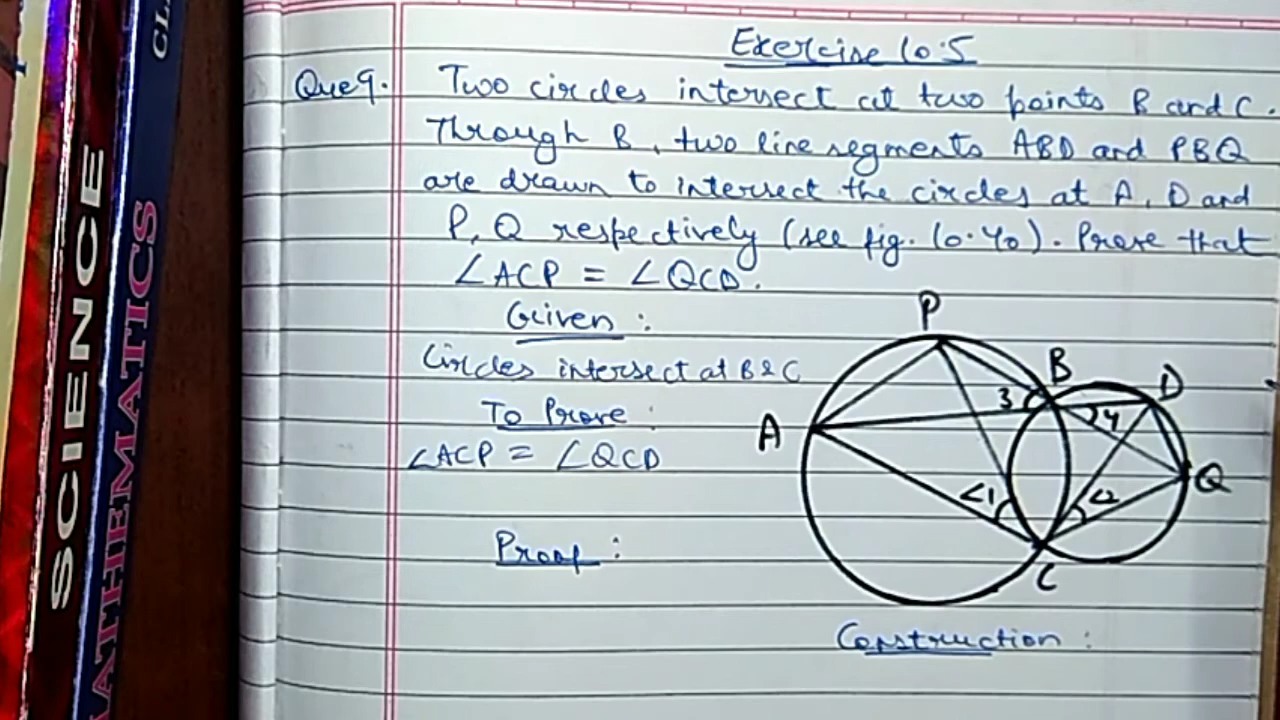 SCIENCE
MATHEMATICS
CLA
Exercise 10.5
Que 9. Two circles intersect at two points B and C.
Through B, two line segments ABD and PBQ
are drawn to intersect the circles at A, D and
P, Q respectively (see fig. 10.40). Prove that
∠ACP = ∠QCD.
Given :
Circles intersect at B & C
To Prove :
∠ACP = ∠QCD
Proof :
P
B
D
3
4
A
Q
∠1
∠2
C
Construction :